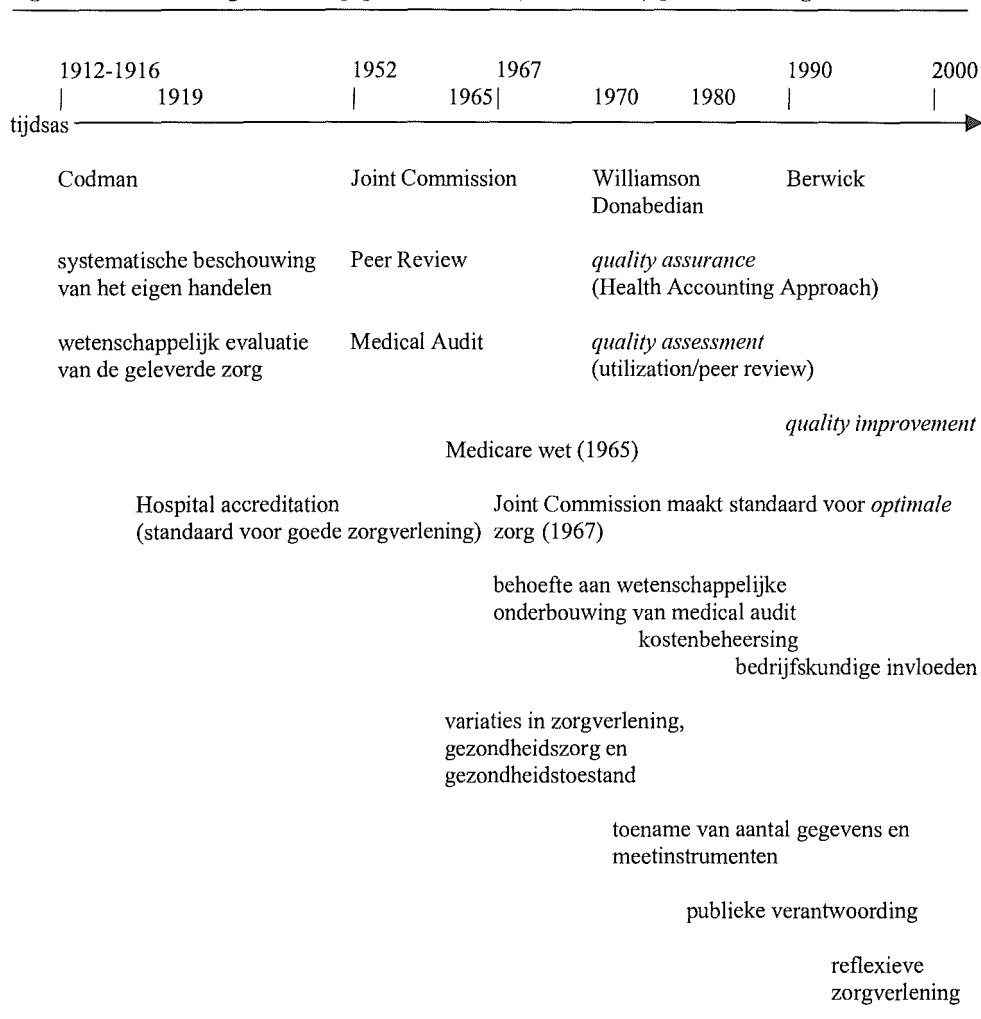 1912-1916 1952 1967 1990 2000
1919 1965 1970 1980
tijdsas
Codman Joint Commission Williamson Berwick
Donabedian
systematische beschouwing Peer Review quality assurance
van het eigen handelen (Health Accounting Approach)
wetenschappelijk evaluatie Medical Audit quality assessment
van de geleverde zorg (utilization/peer review)
quality improvement
Medicare wet (1965)
Hospital accreditation Joint Commission maakt standaard voor optimale
(standaard voor goede zorgverlening) zorg (1967)
behoefte aan wetenschappelijke
onderbouwing van medical audit
kostenbeheersing
bedrijfskundige invloeden
variaties in zorgverlening,
gezondheidszorg en
gezondheidstoestand
toename van aantal gegevens en
meetinstrumenten
publieke verantwoording
reflexieve
zorgverlening